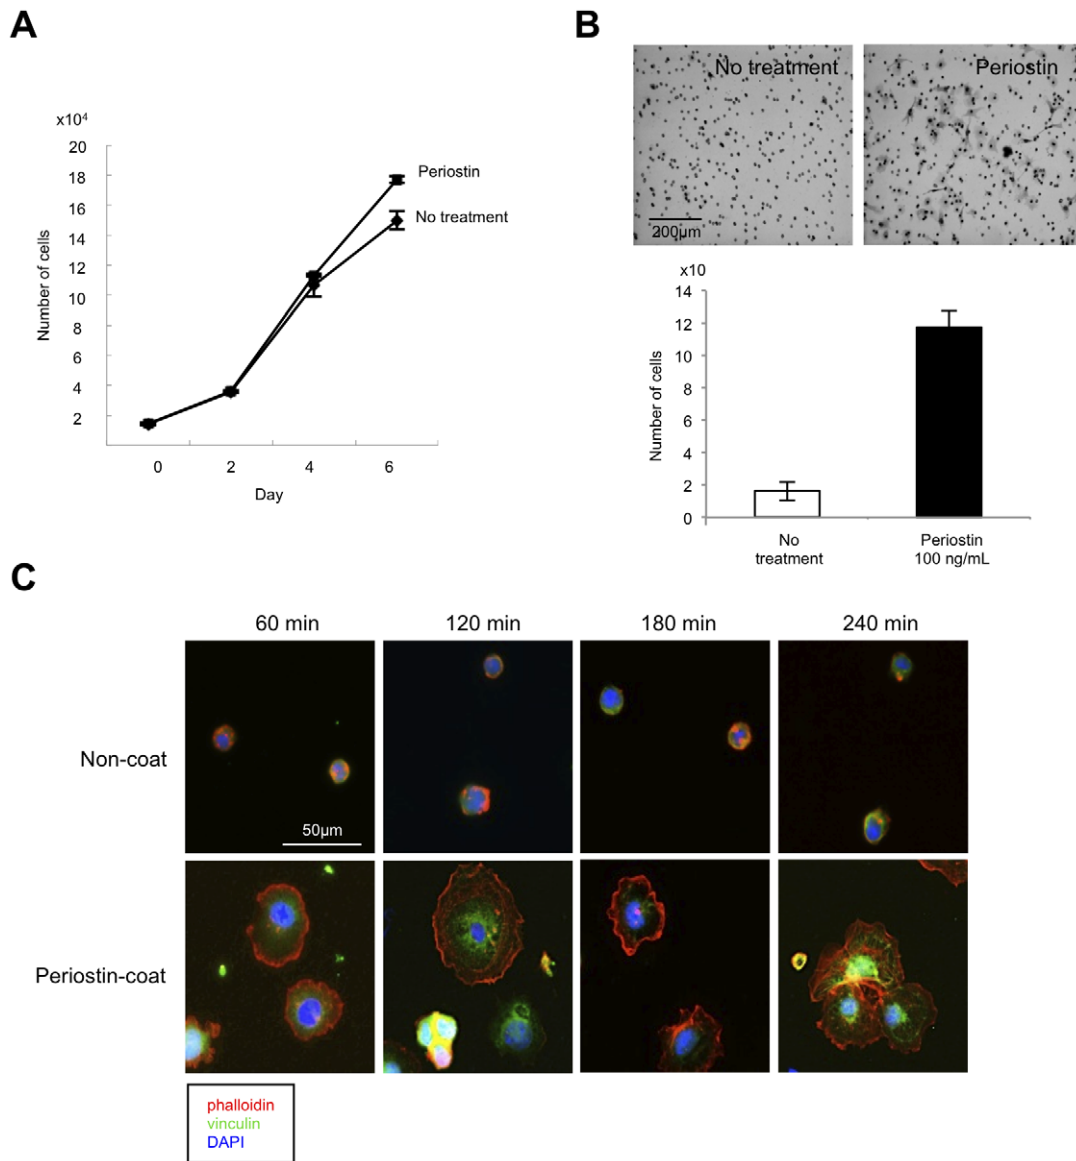 A
x10⁴
20
18
16
14
12
10
8
6
4
2
Number of cells
Periostin
No treatment
0 2 4 6
Day
B
No treatment
Periostin
200μm
x10
14
12
10
8
6
4
2
0
Number of cells
No
treatment
Periostin
100 ng/mL
C
60 min 120 min 180 min 240 min
Non-coat
50μm
Periostin-coat
phalloidin
vinculin
DAPI